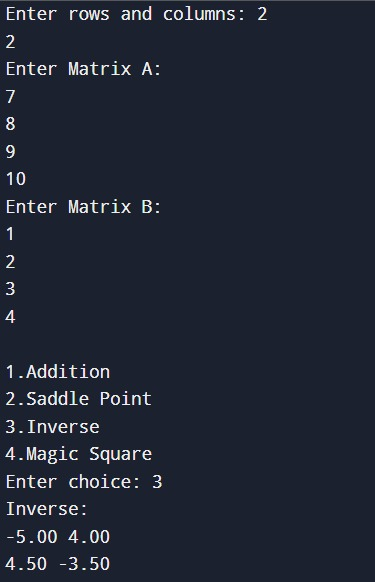 Enter rows and columns: 2
2
Enter Matrix A:
7
8
9
10
Enter Matrix B:
1
2
3
4
1.Addition
2.Saddle Point
3.Inverse
4.Magic Square
Enter choice: 3
Inverse:
-5.00 4.00
4.50 -3.50